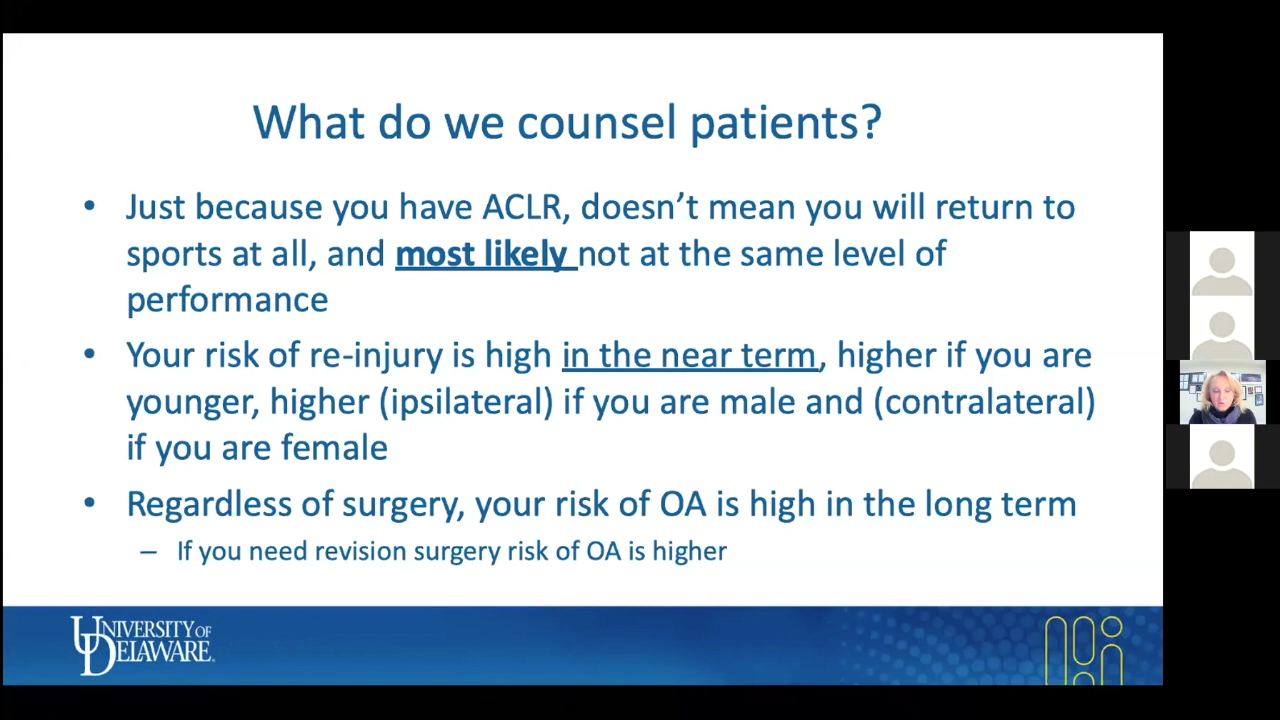 What do we counsel patients?
• Just because you have ACLR, doesn’t mean you will return to
sports at all, and most likely not at the same level of
performance
• Your risk of re-injury is high in the near term, higher if you are
younger, higher (ipsilateral) if you are male and (contralateral)
if you are female
• Regardless of surgery, your risk of OA is high in the long term
– If you need revision surgery risk of OA is higher
UNIVERSITY OF
DELAWARE.